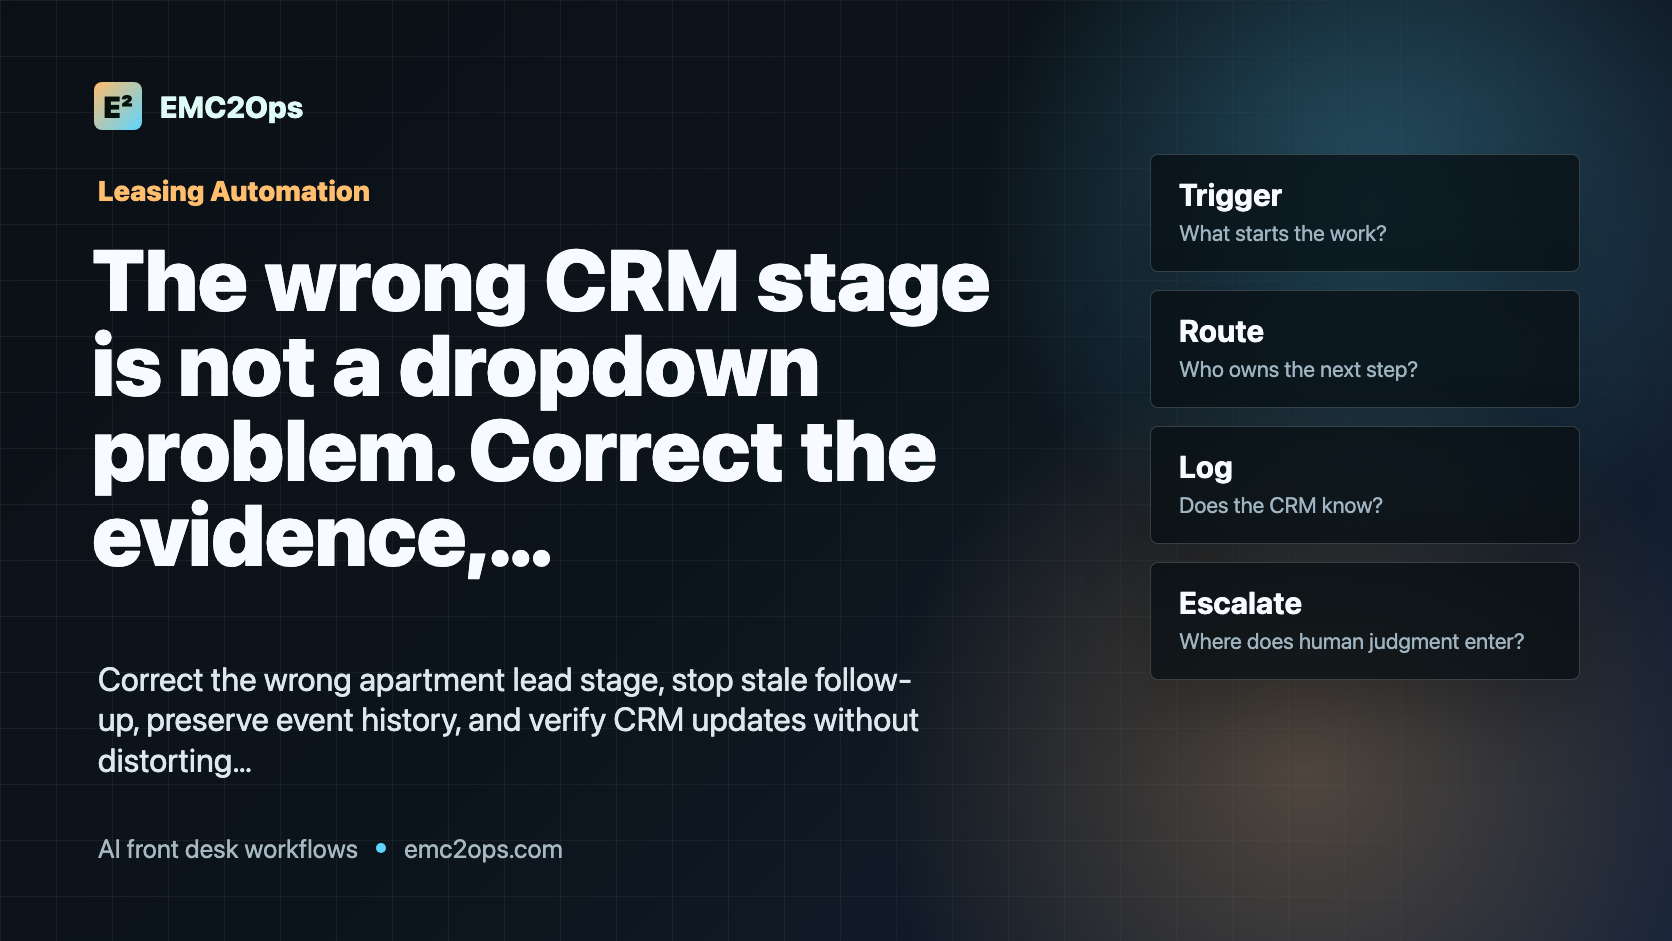 E²
EMC2Ops
Leasing Automation
The wrong CRM stage
is not a dropdown
problem. Correct the
evidence,...
Correct the wrong apartment lead stage, stop stale follow-
up, preserve event history, and verify CRM updates without
distorting...
AI front desk workflows • emc2ops.com
Trigger
What starts the work?
Route
Who owns the next step?
Log
Does the CRM know?
Escalate
Where does human judgment enter?